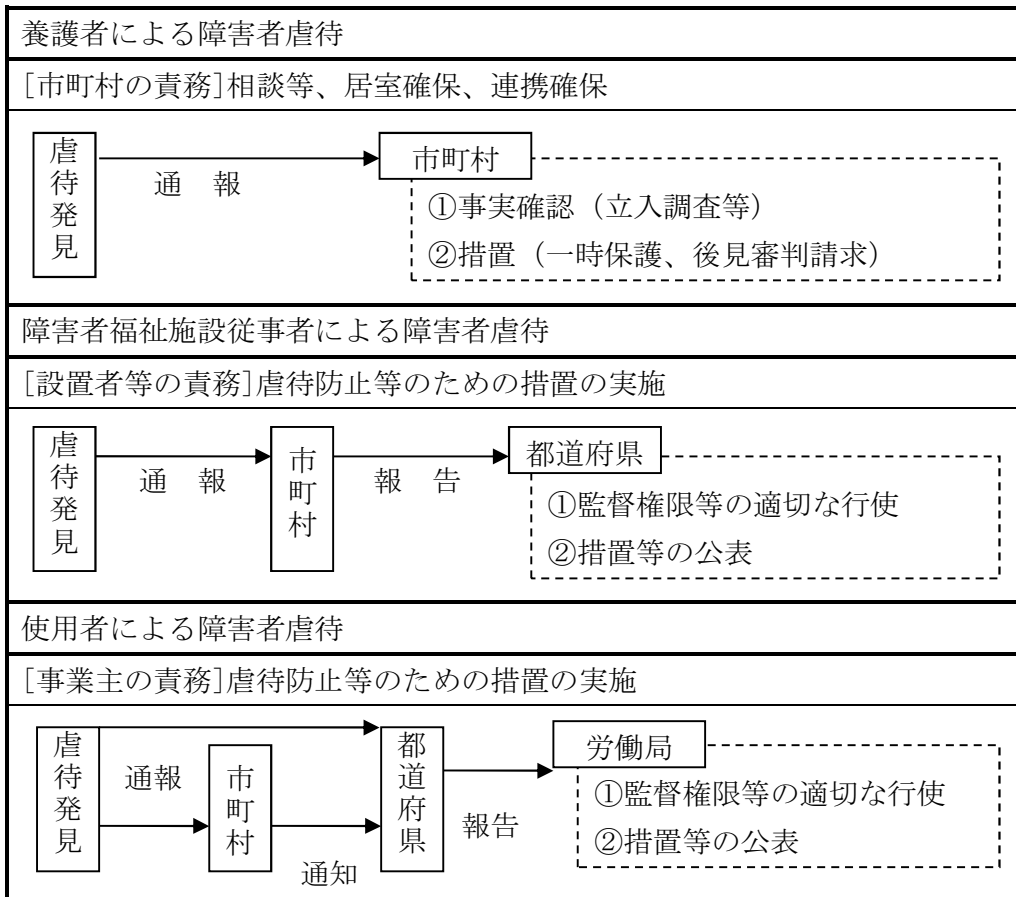 養護者による障害者虐待
[市町村の責務]相談等、居室確保、連携確保
虐待発見
通 報
市町村
①事実確認（立入調査等）
②措置（一時保護、後見審判請求）
障害者福祉施設従事者による障害者虐待
[設置者等の責務]虐待防止等のための措置の実施
虐待発見
通 報
市町村
報 告
都道府県
①監督権限等の適切な行使
②措置等の公表
使用者による障害者虐待
[事業主の責務]虐待防止等のための措置の実施
虐待発見
通報
市町村
通知
都道府県
報告
労働局
①監督権限等の適切な行使
②措置等の公表